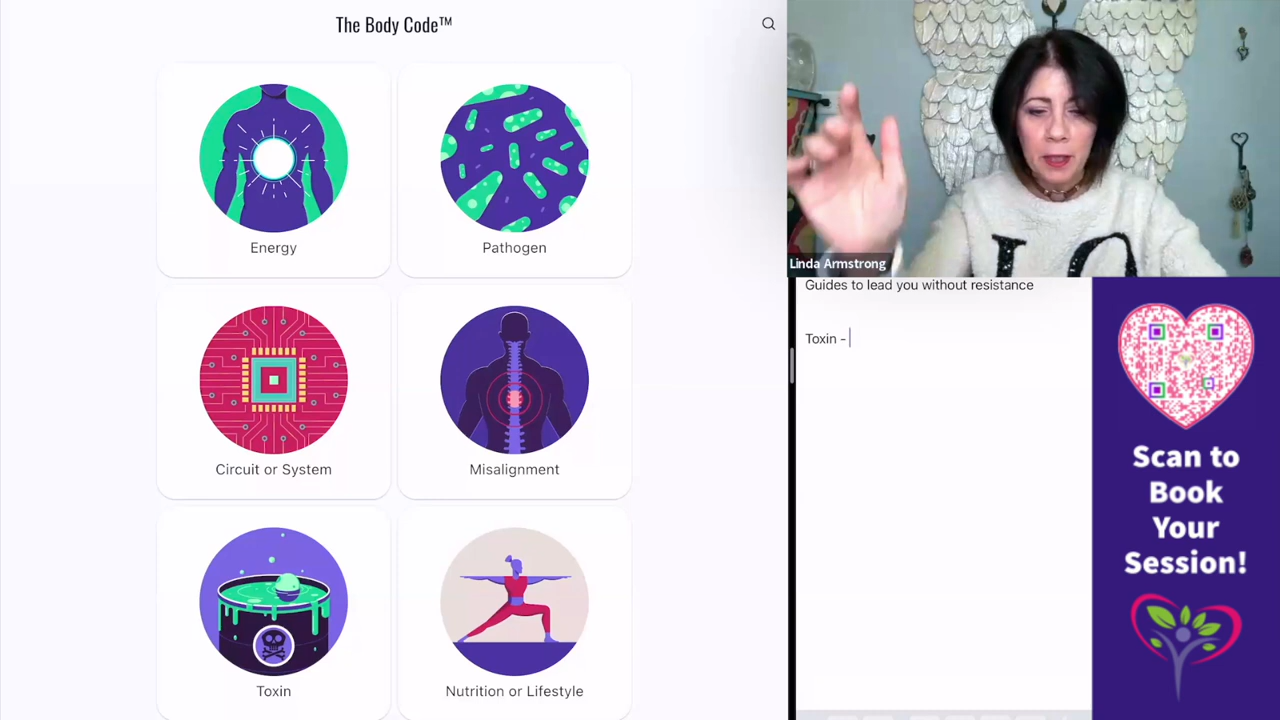 The Body Code™
Energy
Pathogen
Circuit or System
Misalignment
Toxin
Nutrition or Lifestyle
Linda Armstrong
Guides to lead you without resistance
Toxin -
Scan to
Book
Your
Session!